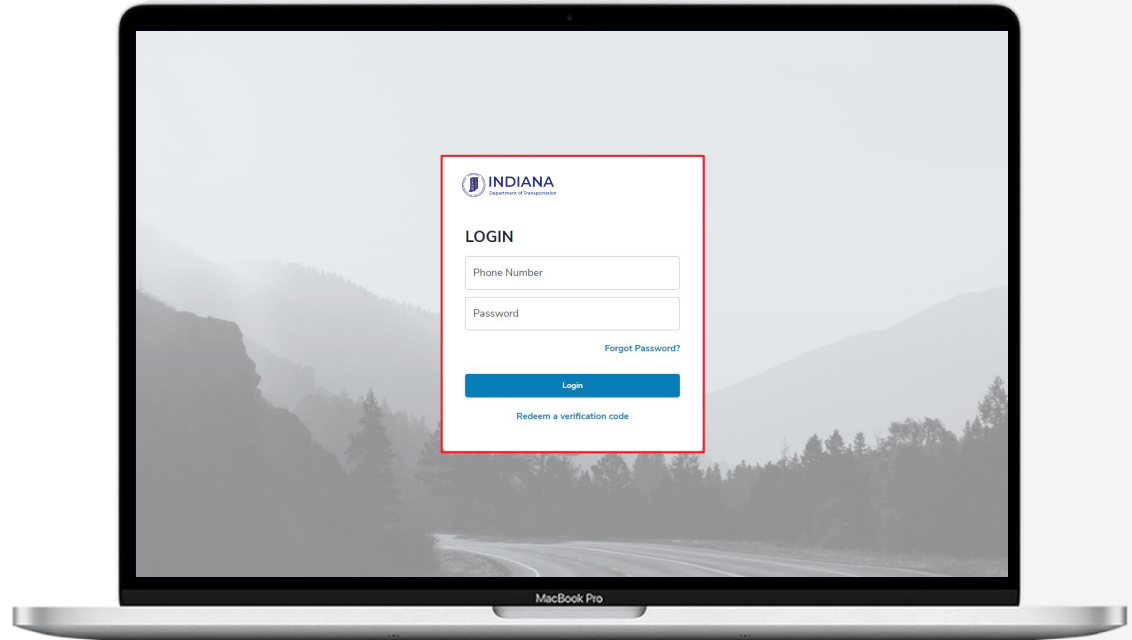 INDIANA
Department of Transportation
LOGIN
Phone Number
Password
Forgot Password?
Login
Redeem a verification code
MacBook Pro